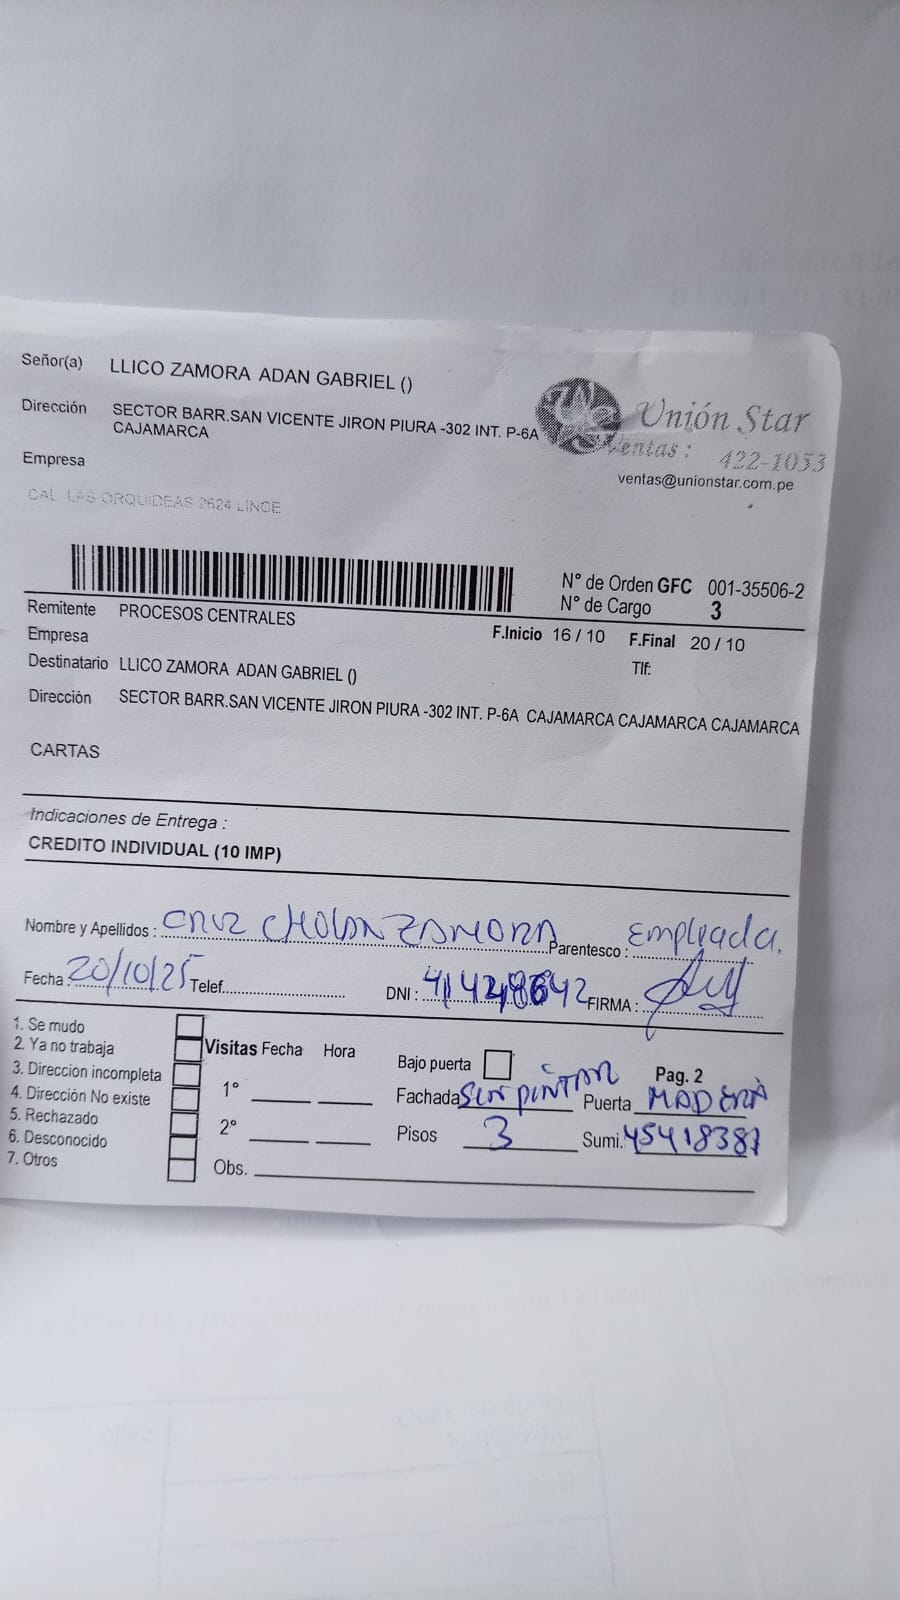 Señor(a) LLICO ZAMORA ADAN GABRIEL ()
Dirección SECTOR BARR.SAN VICENTE JIRON PIURA -302 INT. P-6A
CAJAMARCA
Empresa
CAL. LAS ORQUIDEAS 2624 LINCE
Unión Star
Ventas: 422-1053
ventas@unionstar.com.pe
N° de Orden GFC 001-35506-2
N° de Cargo 3
Remitente PROCESOS CENTRALES
Empresa
F.Inicio 16 / 10 F.Final 20 / 10
Destinatario LLICO ZAMORA ADAN GABRIEL ()
Tlf:
Dirección SECTOR BARR.SAN VICENTE JIRON PIURA -302 INT. P-6A CAJAMARCA CAJAMARCA CAJAMARCA
CARTAS
Indicaciones de Entrega :
CREDITO INDIVIDUAL (10 IMP)
Nombre y Apellidos : CRUZ CHOLAN ZAMORA Parentesco : Empleada.
Fecha : 20/10/25 Telef. DNI : FIRMA :
1. Se mudo
2. Ya no trabaja
3. Direccion incompleta
4. Dirección No existe
5. Rechazado
6. Desconocido
7. Otros
Visitas Fecha Hora
1°
2°
Obs.
Bajo puerta
Pag. 2
Fachada SIN PINTAR Puerta MADERA
Pisos 3 Sumi. 45418387